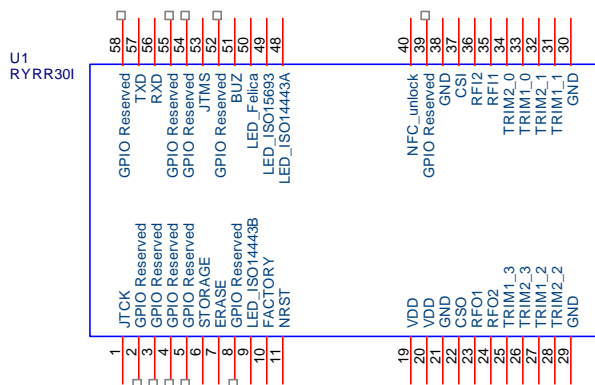 58
57
56
55
54
53
52
51
50
49
48
40
39
38
37
36
35
34
33
32
31
30
U1
RYRR30I
GPIO Reserved
TXD
RXD
GPIO Reserved
GPIO Reserved
JTMS
GPIO Reserved
BUZ
LED_Felica
LED_ISO15693
LED_ISO14443A
NFC_unlock
GPIO Reserved
GND
CSI
RFI2
RFI1
TRIM2_0
TRIM1_0
TRIM2_1
TRIM1_1
GND
JTCK
GPIO Reserved
GPIO Reserved
GPIO Reserved
GPIO Reserved
STORAGE
ERASE
GPIO Reserved
LED_ISO14443B
FACTORY
NRST
VDD
VDD
GND
CSO
RFO1
RFO2
TRIM1_3
TRIM2_3
TRIM1_2
TRIM2_2
GND
1
2
3
4
5
6
7
8
9
10
11
19
20
21
22
23
24
25
26
27
28
29